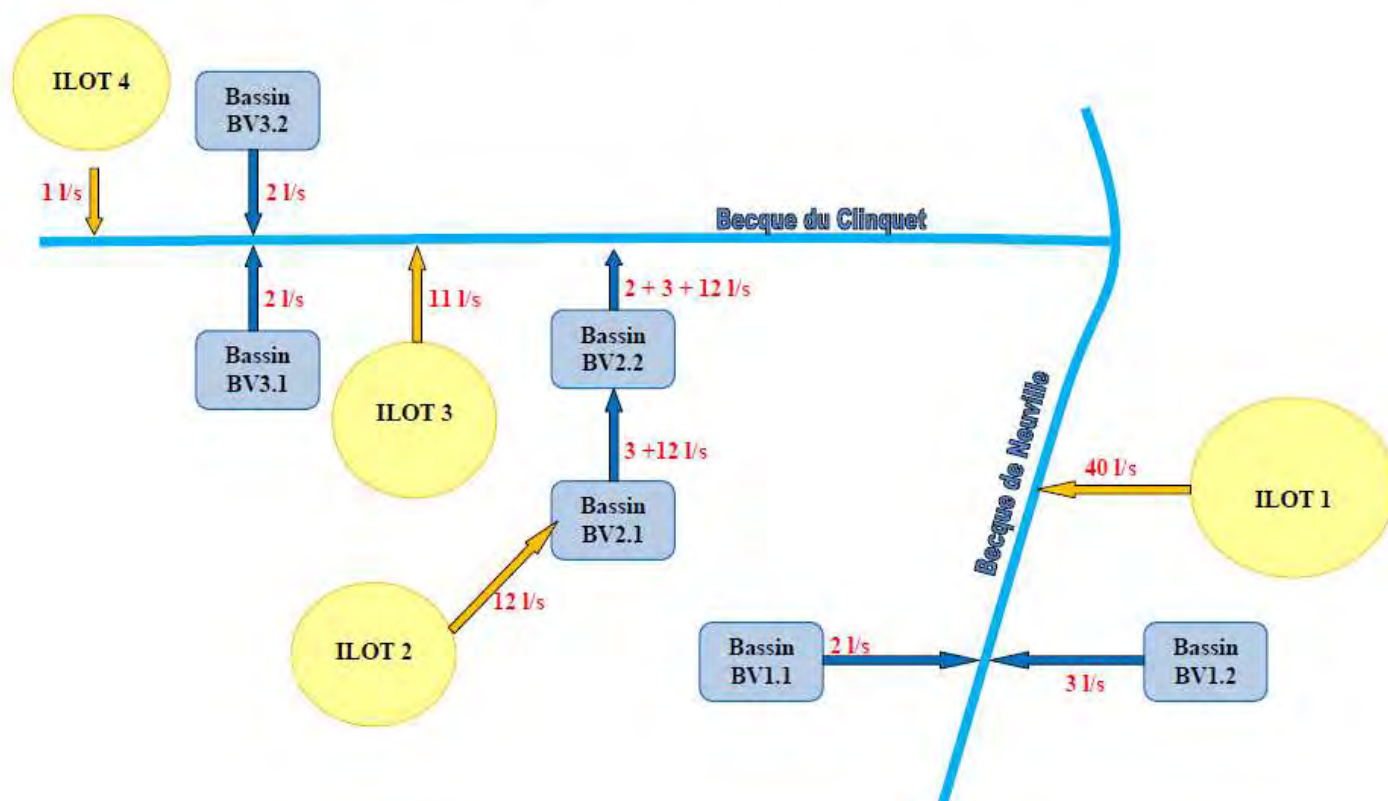 ILOT 4
Bassin
BV3.2
1 l/s
2 l/s
Becque du Clinquet
2 l/s
11 l/s
2 + 3 + 12 l/s
Bassin
BV3.1
Bassin
BV2.2
ILOT 3
3 +12 l/s
Becque de Neuville
40 l/s
ILOT 1
Bassin
BV2.1
12 l/s
ILOT 2
Bassin
BV1.1
2 l/s
3 l/s
Bassin
BV1.2